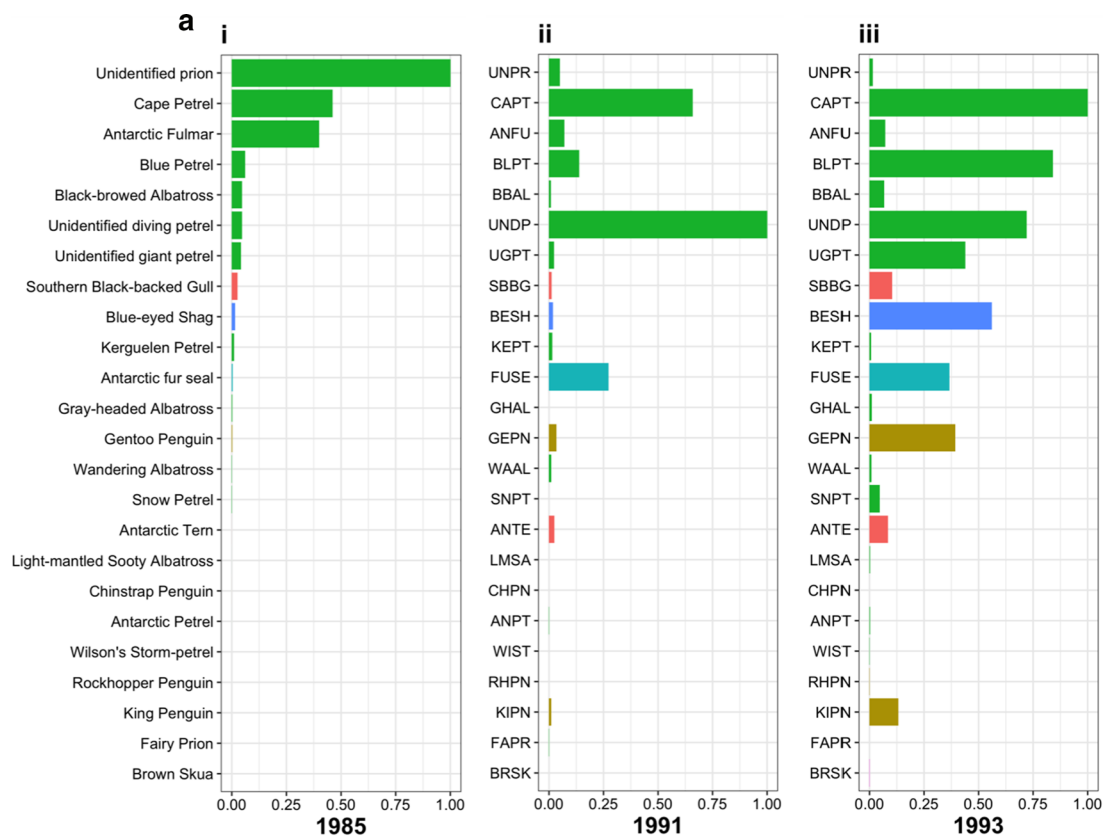 a
i
ii
iii
Unidentified prion
Cape Petrel
Antarctic Fulmar
Blue Petrel
Black-browed Albatross
Unidentified diving petrel
Unidentified giant petrel
Southern Black-backed Gull
Blue-eyed Shag
Kerguelen Petrel
Antarctic fur seal
Gray-headed Albatross
Gentoo Penguin
Wandering Albatross
Snow Petrel
Antarctic Tern
Light-mantled Sooty Albatross
Chinstrap Penguin
Antarctic Petrel
Wilson's Storm-petrel
Rockhopper Penguin
King Penguin
Fairy Prion
Brown Skua
0.00 0.25 0.50 0.75 1.00
1985
UNPR
CAPT
ANFU
BLPT
BBAL
UNDP
UGPT
SBBG
BESH
KEPT
FUSE
GHAL
GEPN
WAAL
SNPT
ANTE
LMSA
CHPN
ANPT
WIST
RHPN
KIPN
FAPR
BRSK
0.00 0.25 0.50 0.75 1.00
1991
UNPR
CAPT
ANFU
BLPT
BBAL
UNDP
UGPT
SBBG
BESH
KEPT
FUSE
GHAL
GEPN
WAAL
SNPT
ANTE
LMSA
CHPN
ANPT
WIST
RHPN
KIPN
FAPR
BRSK
0.00 0.25 0.50 0.75 1.00
1993